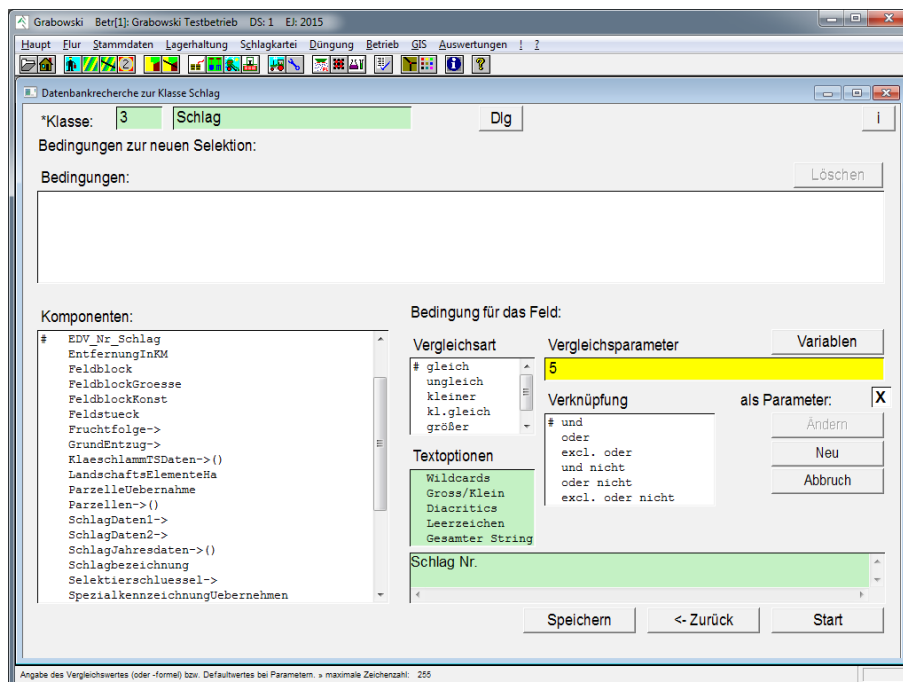 Grabowski Betr[1]: Grabowski Testbetrieb DS: 1 EJ: 2015
Haupt Flur Stammdaten Lagerhaltung Schlagkartei Düngung Betrieb GIS Auswertungen ! ?
Datenbankrecherche zur Klasse Schlag
*Klasse: 3 Schlag Dlg i
Bedingungen zur neuen Selektion:
Bedingungen: Löschen
Komponenten:
# EDV_Nr_Schlag
EntfernungInKM
Feldblock
FeldblockGroesse
FeldblockKonst
Feldstueck
Fruchtfolge->
GrundEntzug->
KlaeschlammTSDaten->()
LandschaftsElementeHa
ParzelleUebernahme
Parzellen->()
SchlagDaten1->
SchlagDaten2->
SchlagJahresdaten->()
Schlagbezeichnung
Selektierschluessel->
SpezialkennzeichnungUebernehmen
Bedingung für das Feld:
Vergleichsart
# gleich
ungleich
kleiner
kl.gleich
größer
Vergleichsparameter Variablen
5
Verknüpfung
# und
oder
excl. oder
und nicht
oder nicht
excl. oder nicht
als Parameter: X
Ändern
Neu
Abbruch
Textoptionen
Wildcards
Gross/Klein
Diacritics
Leerzeichen
Gesamter String
Schlag Nr.
Speichern <- Zurück Start
Angabe des Vergleichswertes (oder -formel) bzw. Defaultwertes bei Parametern. » maximale Zeichenzahl: 255